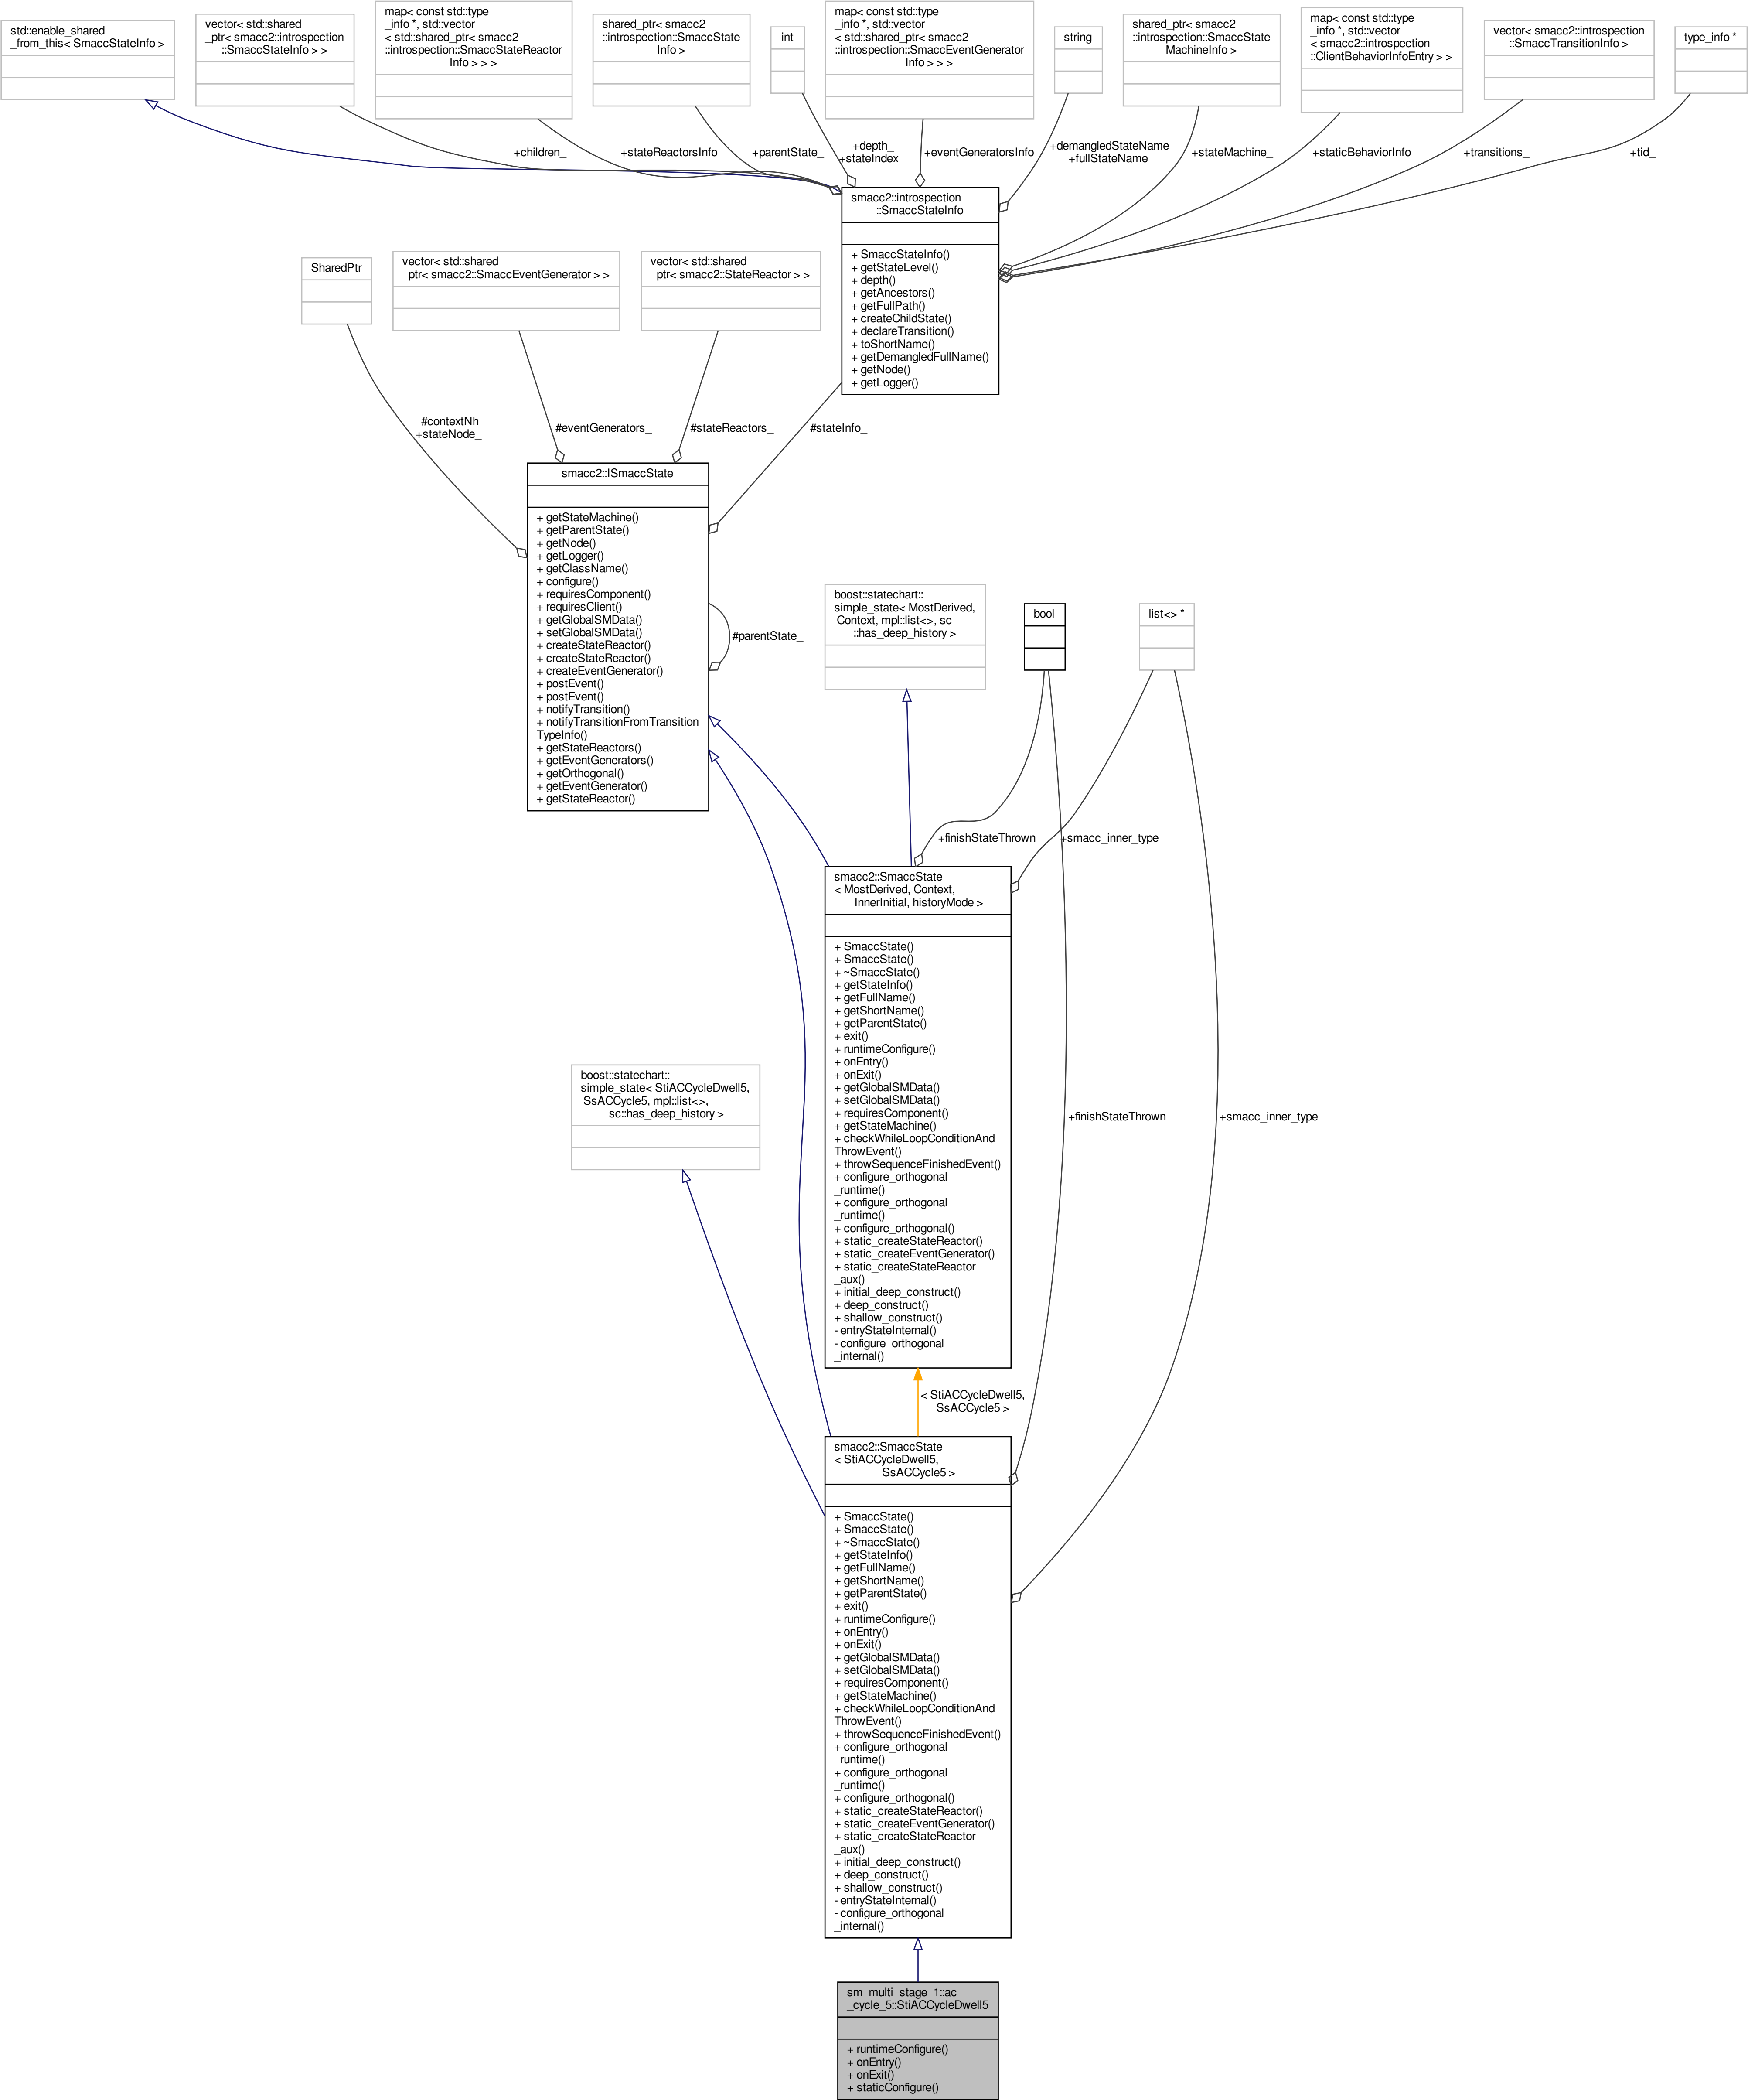 std::enable_shared
_from_this< SmaccStateInfo >
vector< std::shared
_ptr< smacc2::introspection
::SmaccStateInfo > >
map< const std::type
_info *, std::vector
< std::shared_ptr< smacc2
::introspection::SmaccStateReactor
Info > > >
shared_ptr< smacc2
::introspection::SmaccState
Info >
int
map< const std::type
_info *, std::vector
< std::shared_ptr< smacc2
::introspection::SmaccEventGenerator
Info > > >
string
shared_ptr< smacc2
::introspection::SmaccState
MachineInfo >
map< const std::type
_info *, std::vector
< smacc2::introspection
::ClientBehaviorInfoEntry > >
vector< smacc2::introspection
::SmaccTransitionInfo >
type_info *
+children_
+stateReactorsInfo
+parentState_
+depth_
+stateIndex_
+eventGeneratorsInfo
+demangledStateName
+fullStateName
+stateMachine_
+staticBehaviorInfo
+transitions_
+tid_
smacc2::introspection
::SmaccStateInfo
+ SmaccStateInfo()
+ getStateLevel()
+ depth()
+ getAncestors()
+ getFullPath()
+ createChildState()
+ declareTransition()
+ toShortName()
+ getDemangledFullName()
+ getNode()
+ getLogger()
SharedPtr
vector< std::shared
_ptr< smacc2::SmaccEventGenerator > >
vector< std::shared
_ptr< smacc2::StateReactor > >
#contextNh
+stateNode_
#eventGenerators_
#stateReactors_
#stateInfo_
smacc2::ISmaccState
+ getStateMachine()
+ getParentState()
+ getNode()
+ getLogger()
+ getClassName()
+ configure()
+ requiresComponent()
+ requiresClient()
+ getGlobalSMData()
+ setGlobalSMData()
+ createStateReactor()
+ createStateReactor()
+ createEventGenerator()
+ postEvent()
+ postEvent()
+ notifyTransition()
+ notifyTransitionFromTransition
TypeInfo()
+ getStateReactors()
+ getEventGenerators()
+ getOrthogonal()
+ getEventGenerator()
+ getStateReactor()
#parentState_
boost::statechart::
simple_state< MostDerived,
Context, mpl::list<>, sc
::has_deep_history >
bool
list<> *
+finishStateThrown
+smacc_inner_type
smacc2::SmaccState
< MostDerived, Context,
InnerInitial, historyMode >
+ SmaccState()
+ SmaccState()
+ ~SmaccState()
+ getStateInfo()
+ getFullName()
+ getShortName()
+ getParentState()
+ exit()
+ runtimeConfigure()
+ onEntry()
+ onExit()
+ getGlobalSMData()
+ setGlobalSMData()
+ requiresComponent()
+ getStateMachine()
+ checkWhileLoopConditionAnd
ThrowEvent()
+ throwSequenceFinishedEvent()
+ configure_orthogonal
_runtime()
+ configure_orthogonal
_runtime()
+ configure_orthogonal()
+ static_createStateReactor()
+ static_createEventGenerator()
+ static_createStateReactor
_aux()
+ initial_deep_construct()
+ deep_construct()
+ shallow_construct()
- entryStateInternal()
- configure_orthogonal
_internal()
boost::statechart::
simple_state< StiACCycleDwell5,
SsACCycle5, mpl::list<>,
sc::has_deep_history >
+finishStateThrown
+smacc_inner_type
< StiACCycleDwell5,
SsACCycle5 >
smacc2::SmaccState
< StiACCycleDwell5,
SsACCycle5 >
+ SmaccState()
+ SmaccState()
+ ~SmaccState()
+ getStateInfo()
+ getFullName()
+ getShortName()
+ getParentState()
+ exit()
+ runtimeConfigure()
+ onEntry()
+ onExit()
+ getGlobalSMData()
+ setGlobalSMData()
+ requiresComponent()
+ getStateMachine()
+ checkWhileLoopConditionAnd
ThrowEvent()
+ throwSequenceFinishedEvent()
+ configure_orthogonal
_runtime()
+ configure_orthogonal
_runtime()
+ configure_orthogonal()
+ static_createStateReactor()
+ static_createEventGenerator()
+ static_createStateReactor
_aux()
+ initial_deep_construct()
+ deep_construct()
+ shallow_construct()
- entryStateInternal()
- configure_orthogonal
_internal()
sm_multi_stage_1::ac
_cycle_5::StiACCycleDwell5
+ runtimeConfigure()
+ onEntry()
+ onExit()
+ staticConfigure()